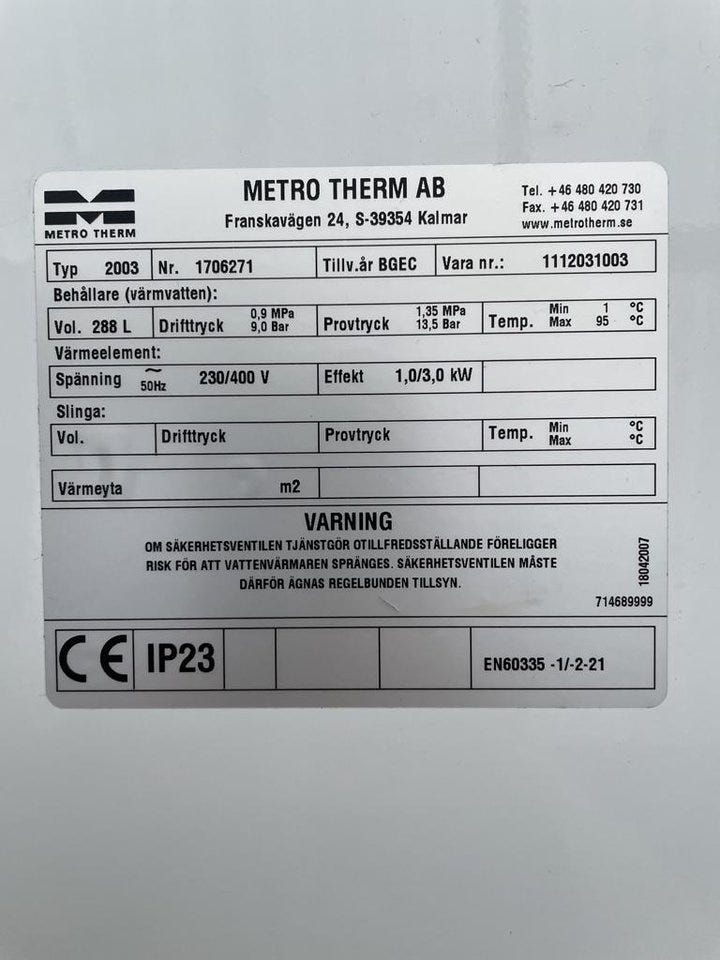 METRO THERM
METRO THERM AB
Franskavägen 24, S-39354 Kalmar
Tel. +46 480 420 730
Fax. +46 480 420 731
www.metrotherm.se
Typ 2003 Nr. 1706271 Tillv.år BGEC Vara nr.: 1112031003
Behållare (värmvatten):
Vol. 288 L Drifttryck 0,9 MPa 9,0 Bar Provtryck 1,35 MPa 13,5 Bar Temp. Min 1 °C Max 95 °C
Värmeelement:
Spänning ~ 50Hz 230/400 V Effekt 1,0/3,0 kW
Slinga:
Vol. Drifttryck Provtryck Temp. Min °C Max °C
Värmeyta m2
VARNING
OM SÄKERHETSVENTILEN TJÄNSTGÖR OTILLFREDSSTÄLLANDE FÖRELIGGER
RISK FÖR ATT VATTENVÄRMAREN SPRÄNGES. SÄKERHETSVENTILEN MÅSTE
DÄRFÖR ÄGNAS REGELBUNDEN TILLSYN.
18042007
714689999
CE IP23 EN60335 -1/-2-21